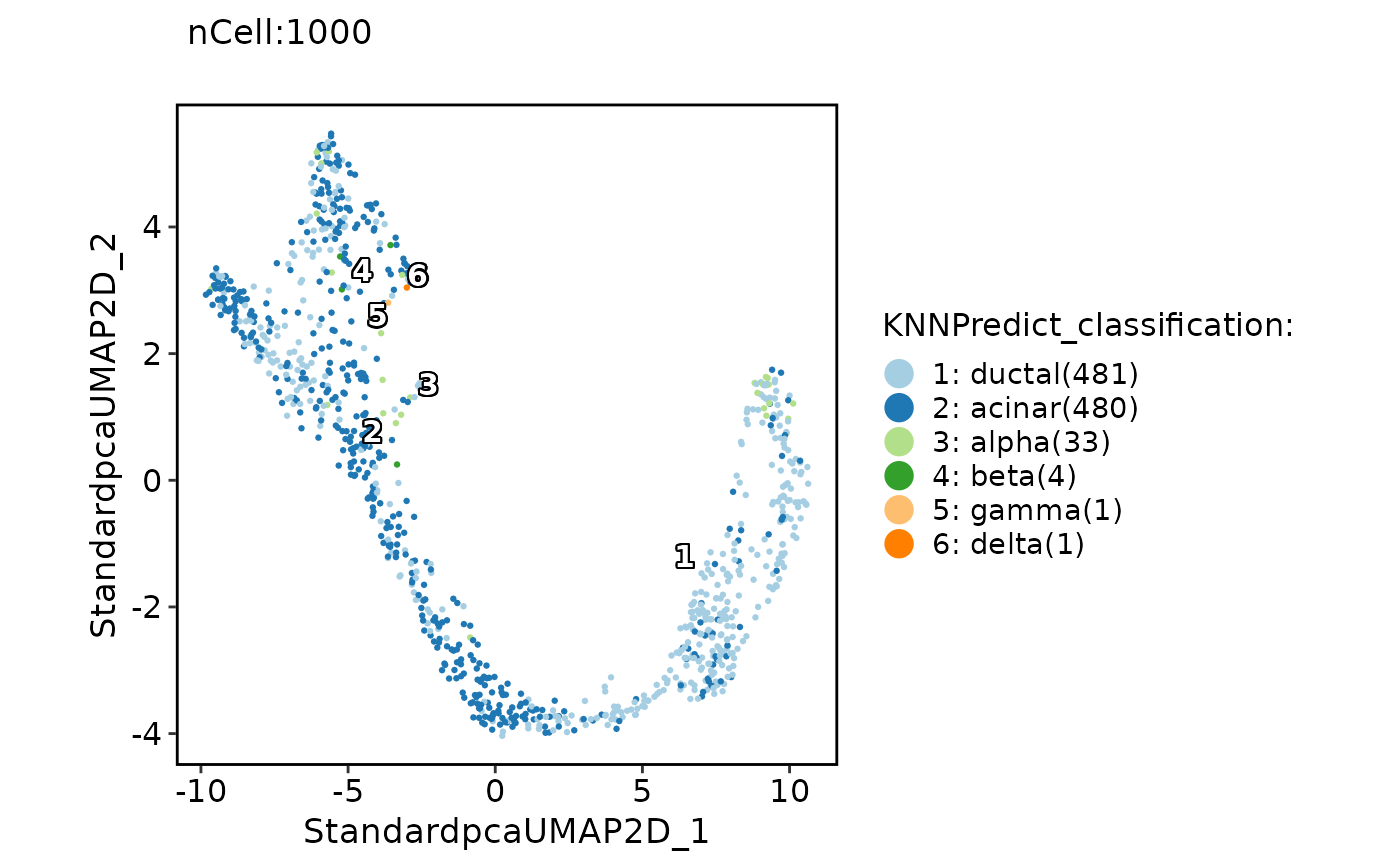 nCell:1000
StandardpcaUMAP2D_2
4
2
0
-2
-4
4
6
5
3
2
1
-10
-5
0
5
10
StandardpcaUMAP2D_1
KNNPredict_classification:
1: ductal(481)
2: acinar(480)
3: alpha(33)
4: beta(4)
5: gamma(1)
6: delta(1)